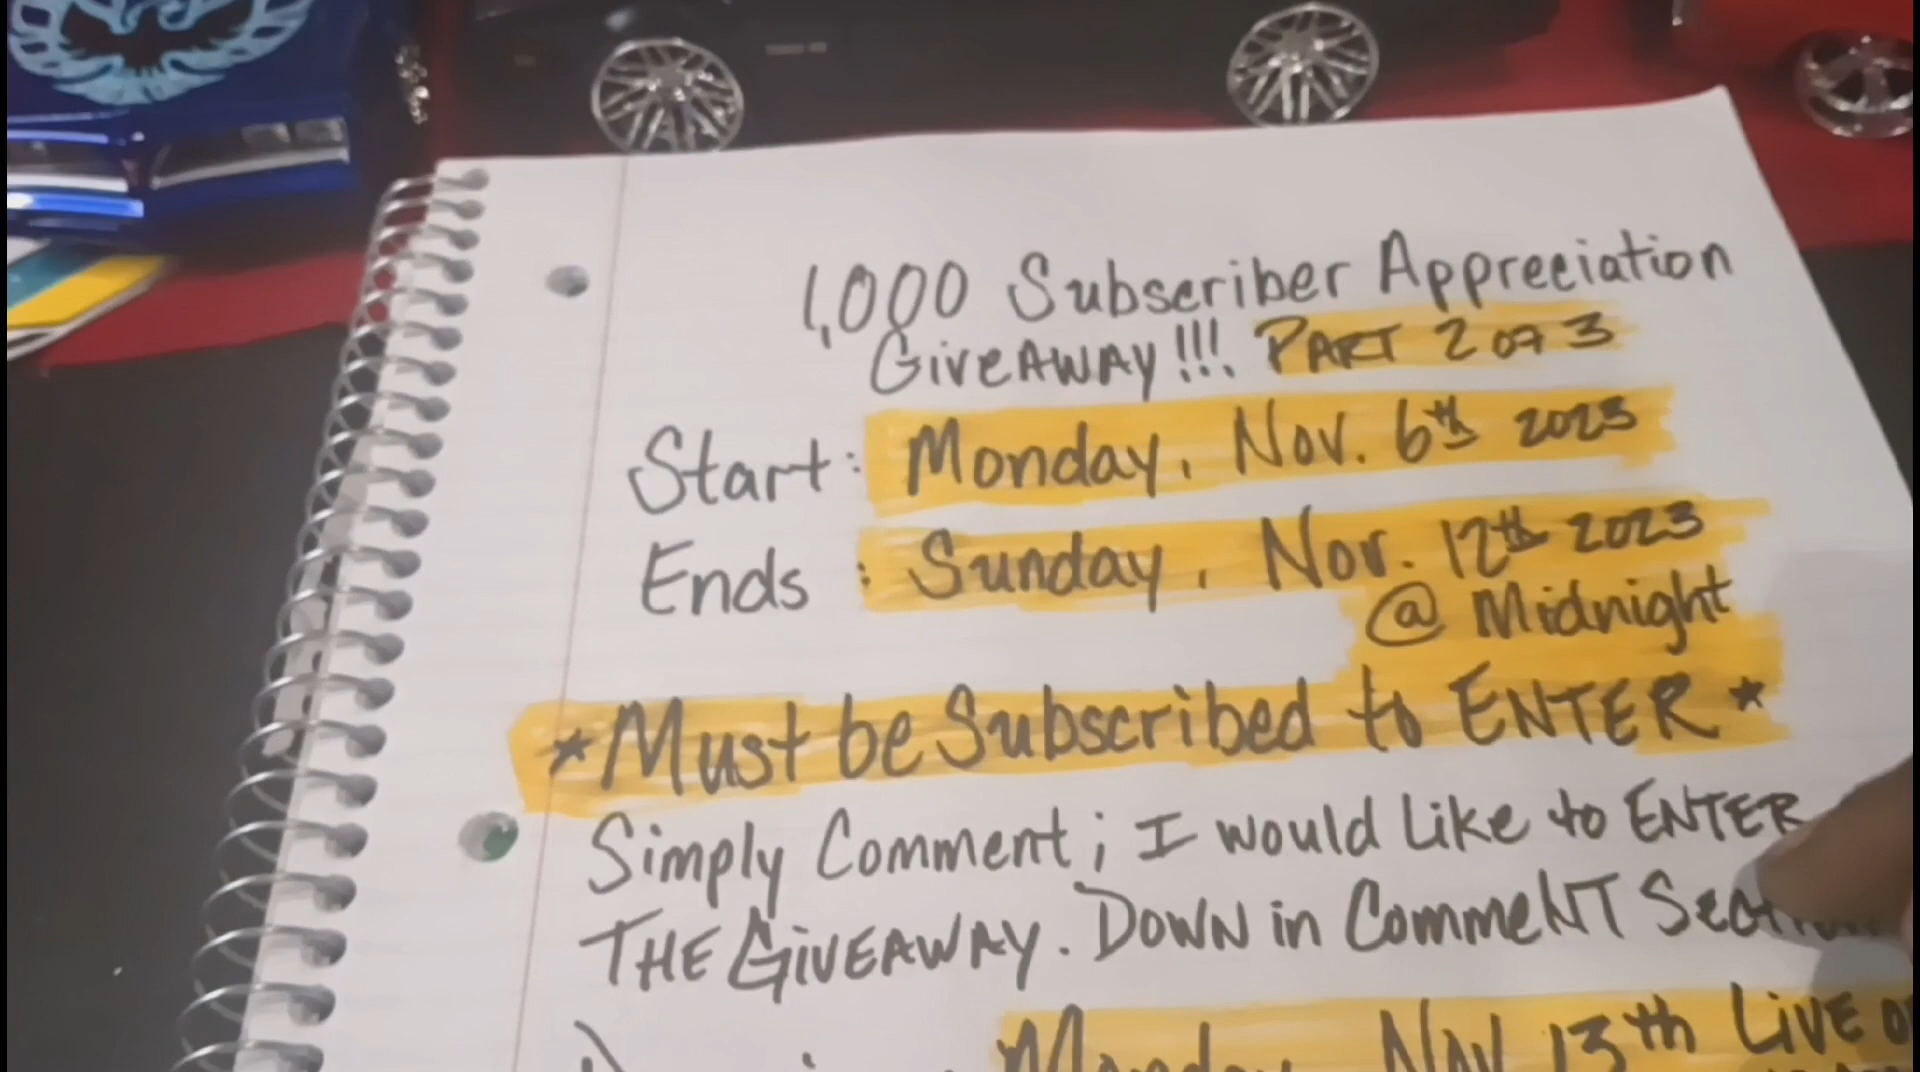 1,000 Subscriber Appreciation
GiveAWAY!!! PART 2 of 3
Start: Monday, Nov. 6th 2023
Ends: Sunday, Nov. 12th 2023
@ Midnight
*Must be Subscribed to ENTER*
Simply Comment; I would Like to ENTER
THE GiVEAWAY. DOWN in CommeNT
Monday Nov 13th LiVE